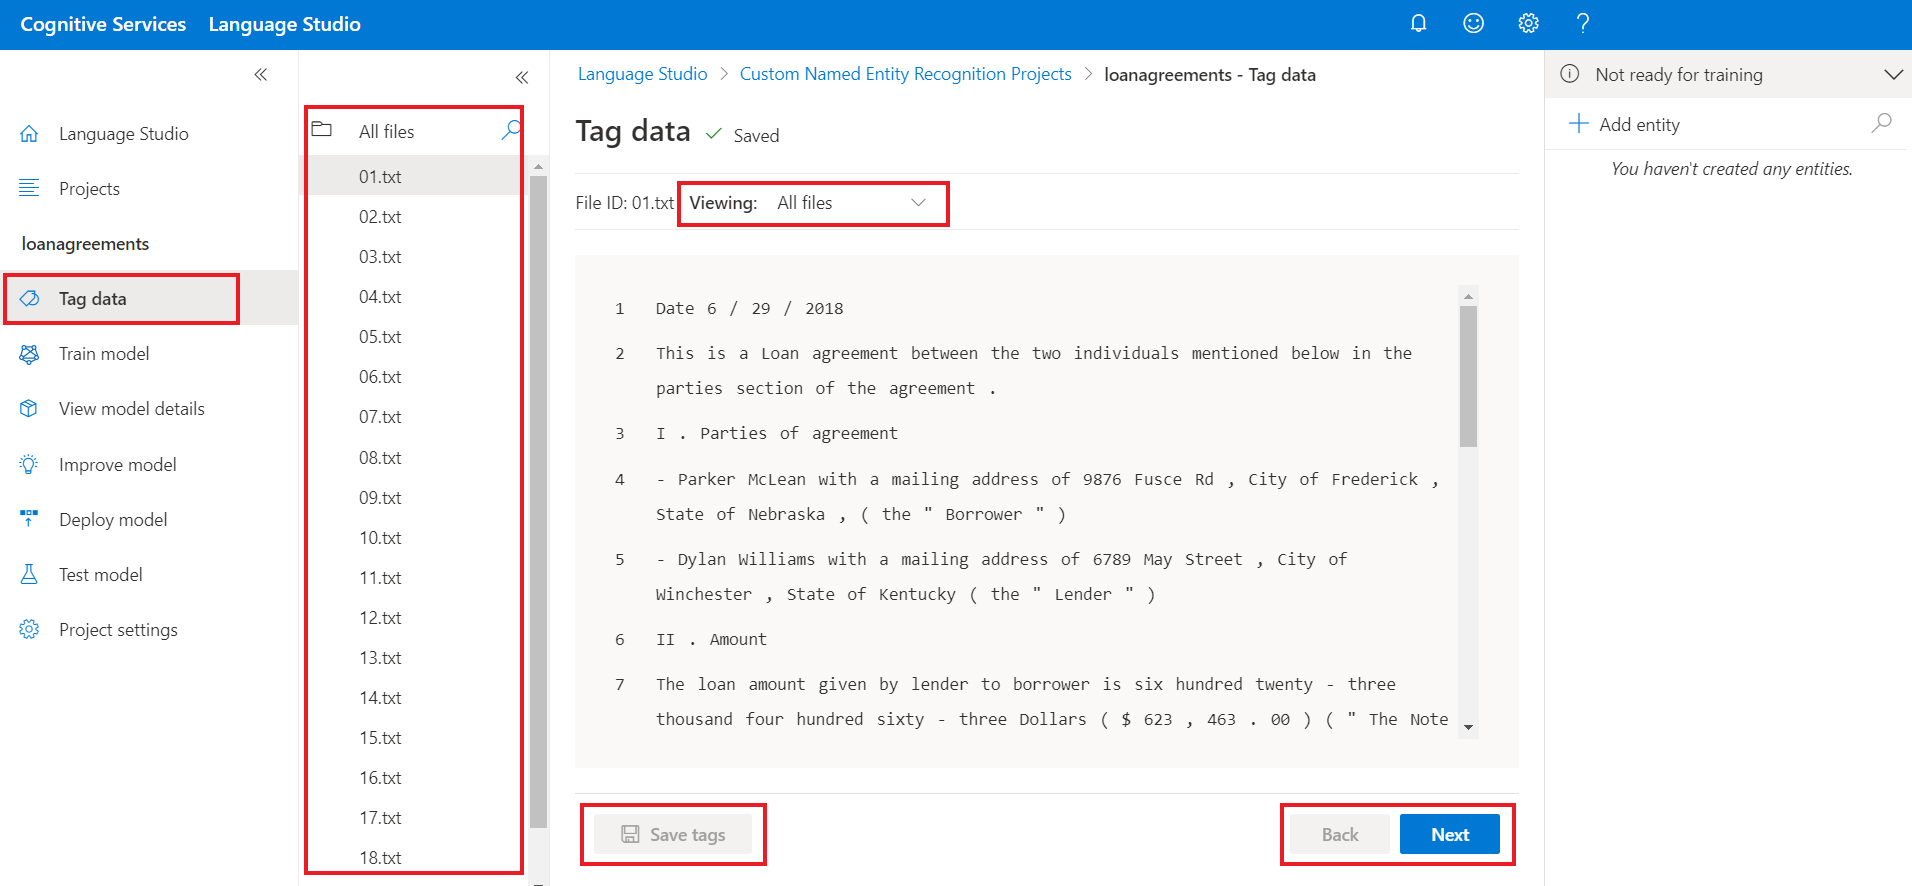 Cognitive Services Language Studio
Language Studio
Projects
loanagreements
Tag data
Train model
View model details
Improve model
Deploy model
Test model
Project settings
All files
01.txt
02.txt
03.txt
04.txt
05.txt
06.txt
07.txt
08.txt
09.txt
10.txt
11.txt
12.txt
13.txt
14.txt
15.txt
16.txt
17.txt
18.txt
Language Studio > Custom Named Entity Recognition Projects > loanagreements - Tag data
Tag data Saved
File ID: 01.txt Viewing: All files
1 Date 6 / 29 / 2018
2 This is a Loan agreement between the two individuals mentioned below in the
parties section of the agreement .
3 I . Parties of agreement
4 - Parker McLean with a mailing address of 9876 Fusce Rd , City of Frederick ,
State of Nebraska , ( the " Borrower " )
5 - Dylan Williams with a mailing address of 6789 May Street , City of
Winchester , State of Kentucky ( the " Lender " )
6 II . Amount
7 The loan amount given by lender to borrower is six hundred twenty - three
thousand four hundred sixty - three Dollars ( $ 623 , 463 . 00 ) ( " The Note
Save tags
Back Next
Not ready for training
Add entity
You haven't created any entities.